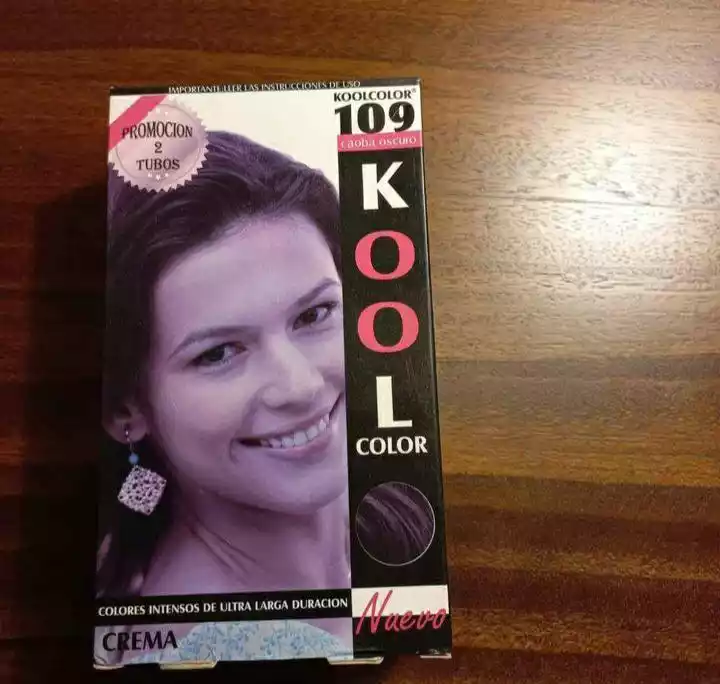 IMPORTANTE:LEER LAS INSTRUCCIONES DE USO
PROMOCION
2
TUBOS
KOOLCOLOR®
109
caoba oscuro
KOOL
COLOR
COLORES INTENSOS DE ULTRA LARGA DURACION
Nuevo
CREMA